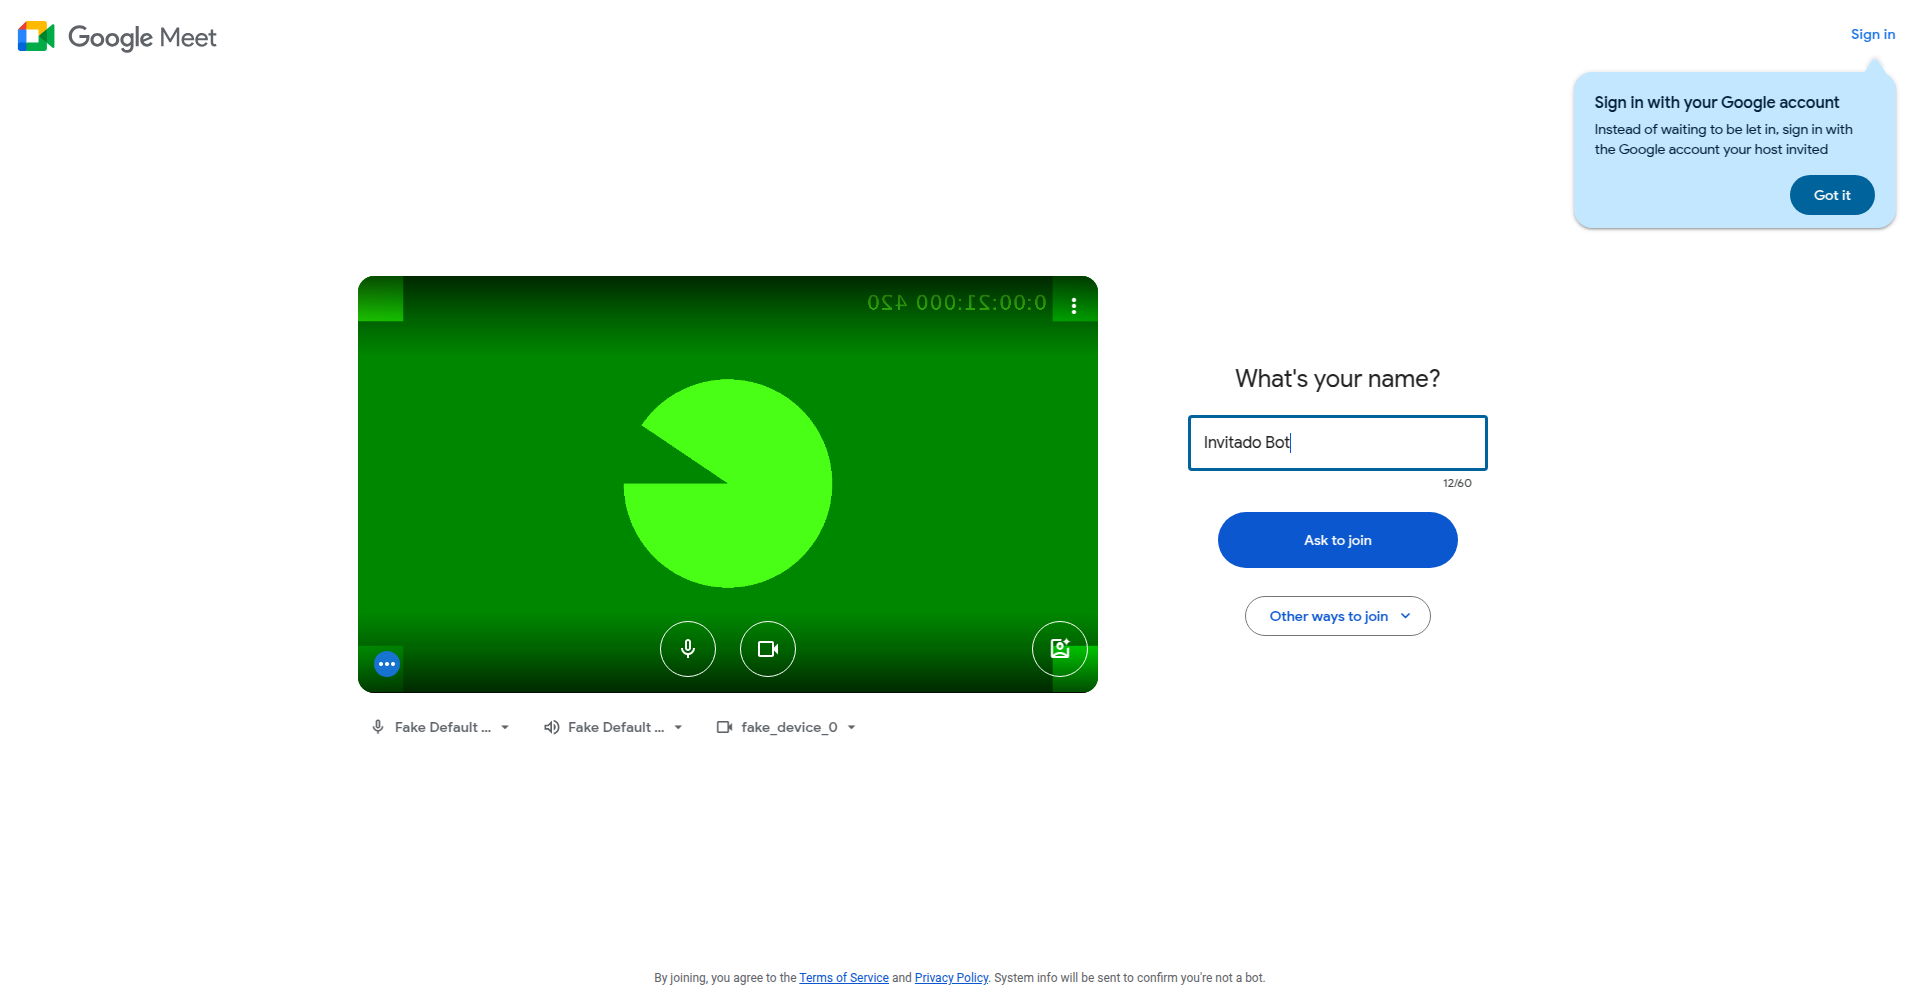 Google Meet
Sign in
Sign in with your Google account
Instead of waiting to be let in, sign in with
the Google account your host invited
Got it
0:00:21:000 420
What's your name?
Invitado Bot
12/60
Ask to join
Other ways to join
Fake Default ...
Fake Default ...
fake_device_0
By joining, you agree to the Terms of Service and Privacy Policy. System info will be sent to confirm you're not a bot.